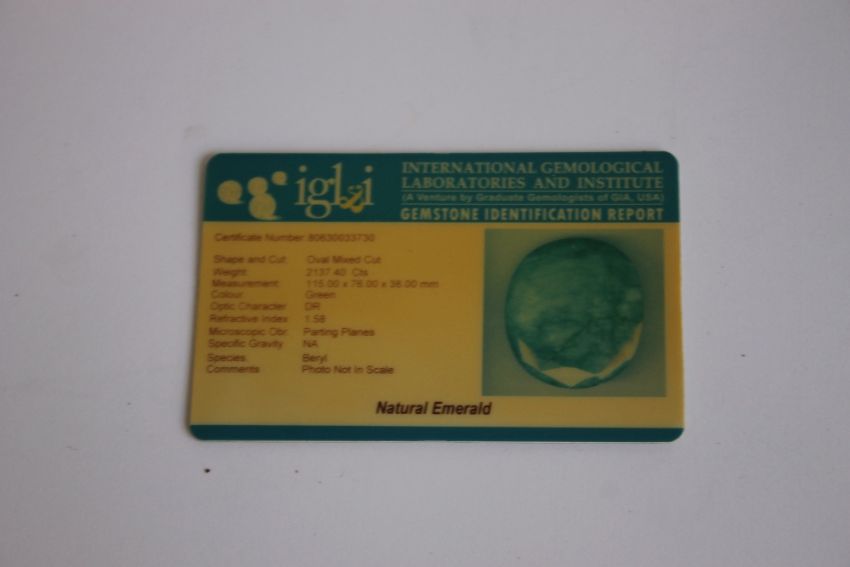 igl&i
INTERNATIONAL GEMOLOGICAL
LABORATORIES AND INSTITUTE
(A Venture by Graduate Gemologists of GIA, USA)
GEMSTONE IDENTIFICATION REPORT
Certificate Number: 80630033730
Shape and Cut: Oval Mixed Cut
Weight: 2137.40 Cts
Measurement: 115.00 x 76.00 x 38.00 mm
Colour: Green
Optic Character: DR
Refractive Index: 1.58
Microscopic Obr: Parting Planes
Specific Gravity NA
Species: Beryl
Comments Photo Not In Scale
Natural Emerald